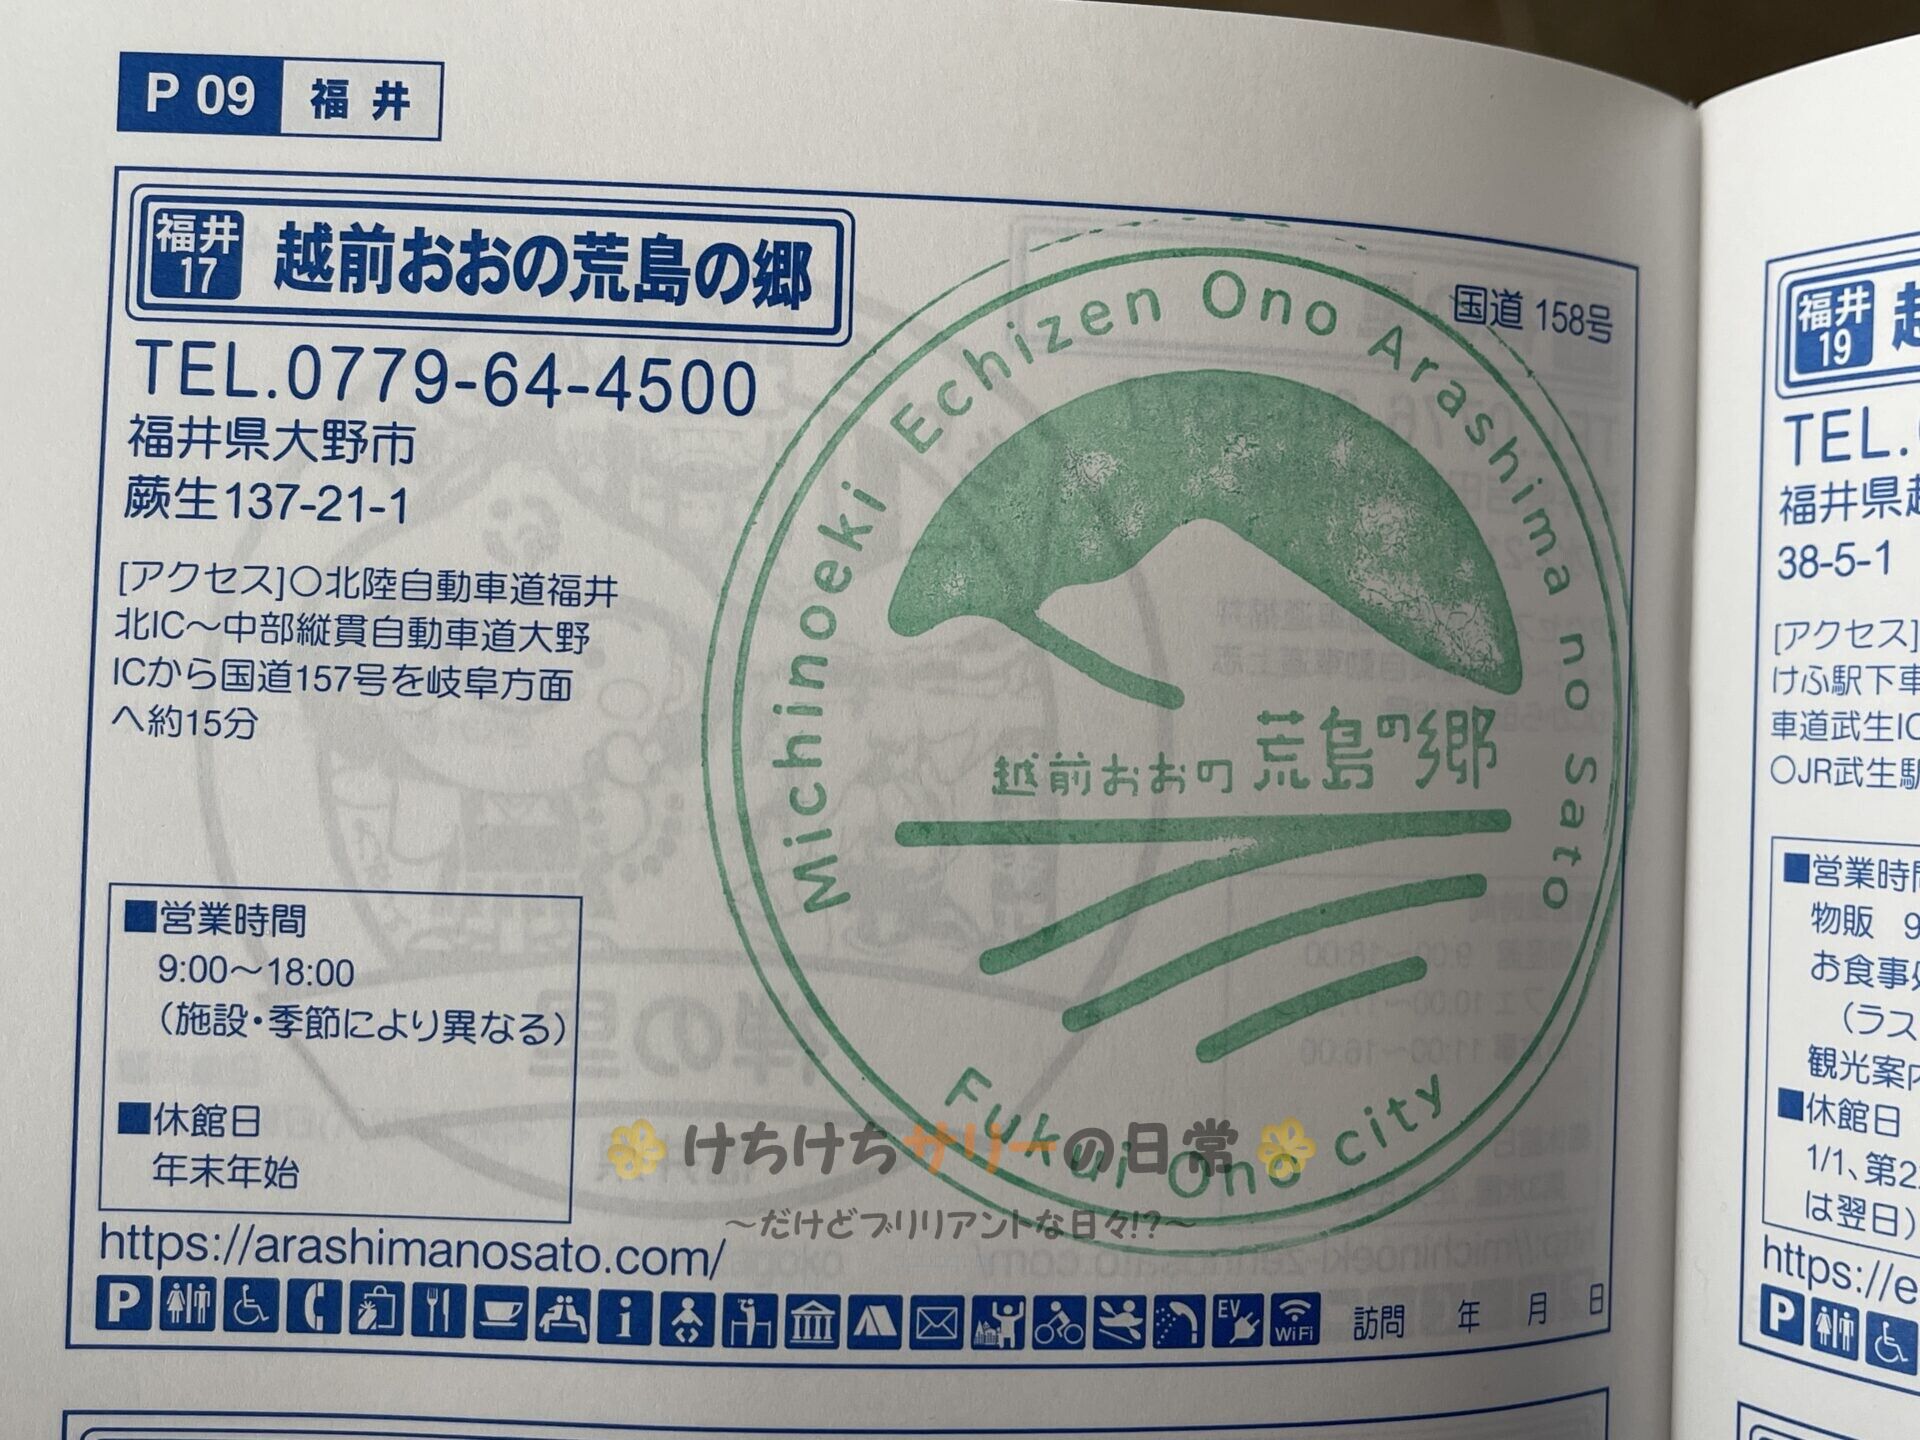 P 09 福井
福井
17
越前おおの荒島の郷
国道 158号
TEL.0779-64-4500
福井県大野市
蕨生137-21-1
[アクセス]〇北陸自動車道福井
北IC〜中部縦貫自動車道大野
ICから国道157号を岐阜方面
へ約15分
■営業時間
9:00〜18:00
（施設・季節により異なる）
■休館日
年末年始
https://arashimanosato.com/
P
i
EV
WiFi
訪問 年 月 日
Michinoeki Echizen Ono Arashima no Sato
越前おおの荒島の郷
Fukui Ono city
けちけちサリーの日常
〜だけどブリリアントな日々!?〜
福井
19
TEL.
福井県
38-5-1
[アクセス]
けふ駅下車
車道武生IC
〇JR武生駅
■営業時間
物販 9
お食事処
（ラス
観光案内
■休館日
1/1、第2
は翌日）
https://e
P